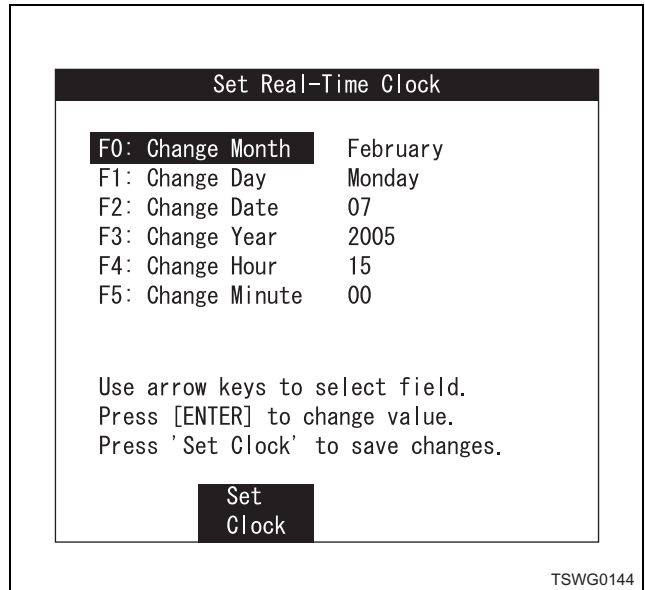 Set Real-Time Clock
F0: Change Month February
F1: Change Day Monday
F2: Change Date 07
F3: Change Year 2005
F4: Change Hour 15
F5: Change Minute 00
Use arrow keys to select field.
Press [ENTER] to change value.
Press 'Set Clock' to save changes.
Set
Clock
TSWG0144